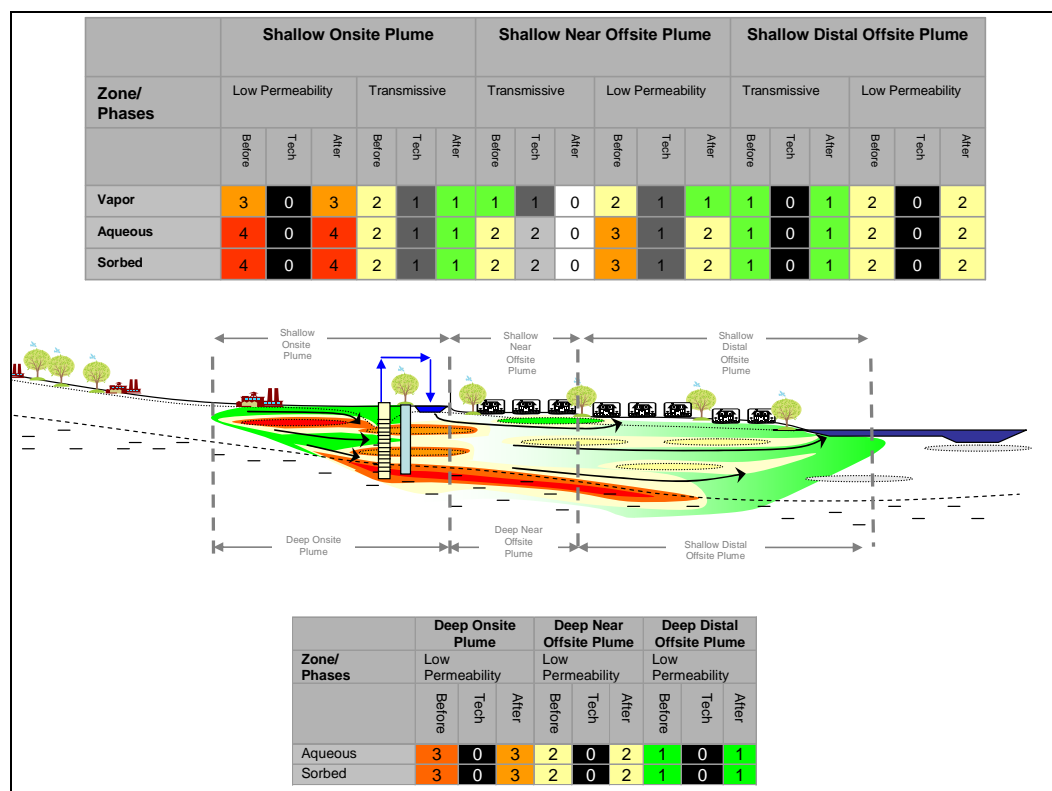 Shallow Onsite Plume Shallow Near Offsite Plume Shallow Distal Offsite Plume
Zone/ Phases Low Permeability Transmissive Transmissive Low Permeability Transmissive Low Permeability
Before Tech After Before Tech After Before Tech After Before Tech After Before Tech After Before Tech After
Vapor 3 0 3 2 1 1 1 1 0 2 1 1 1 0 1 2 0 2
Aqueous 4 0 4 2 1 1 2 2 0 3 1 2 1 0 1 2 0 2
Sorbed 4 0 4 2 1 1 2 2 0 3 1 2 1 0 1 2 0 2
Shallow
Onsite
Plume
Shallow
Near
Offsite
Plume
Shallow
Distal
Offsite
Plume
Deep Onsite
Plume
Deep Near
Offsite
Plume
Shallow Distal
Offsite Plume
Deep Onsite Plume Deep Near Offsite Plume Deep Distal Offsite Plume
Zone/ Phases Low Permeability Low Permeability Low Permeability
Before Tech After Before Tech After Before Tech After
Aqueous 3 0 3 2 0 2 1 0 1
Sorbed 3 0 3 2 0 2 1 0 1